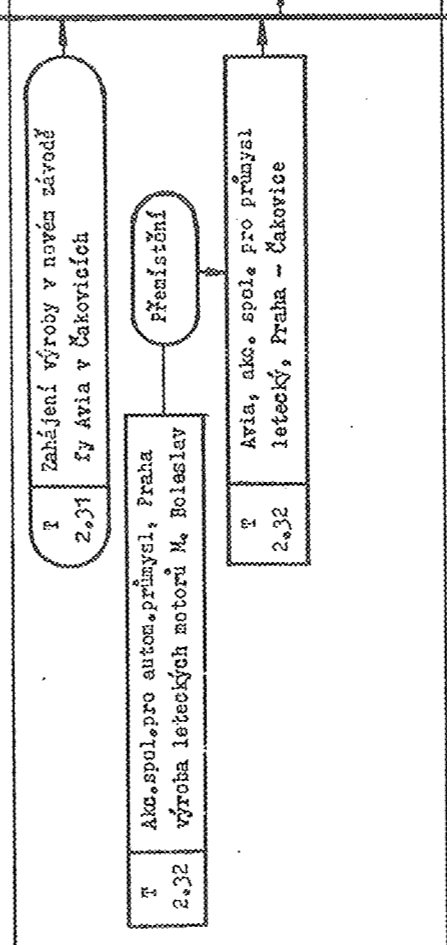 T
2.31
Zahájení výroby v novém závodě
fy Avia v Čakovicích
T
2.32
Akc.spol.pro autom.průmysl, Praha
výroba leteckých motorů M. Boleslav
přemístění
T
2.32
Avia, akc. spol. pro průmysl
letecký, Praha - Čakovice